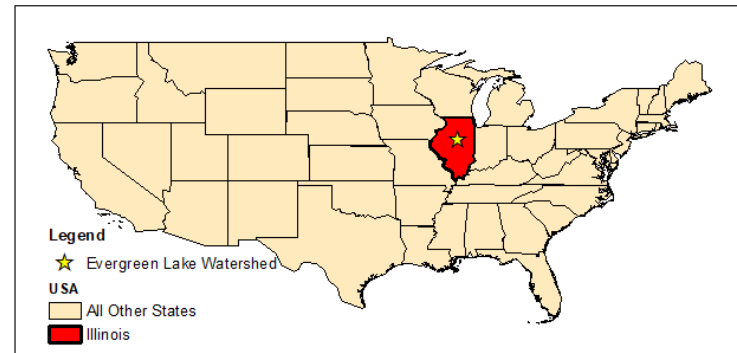 Legend
Evergreen Lake Watershed
USA
All Other States
Illinois